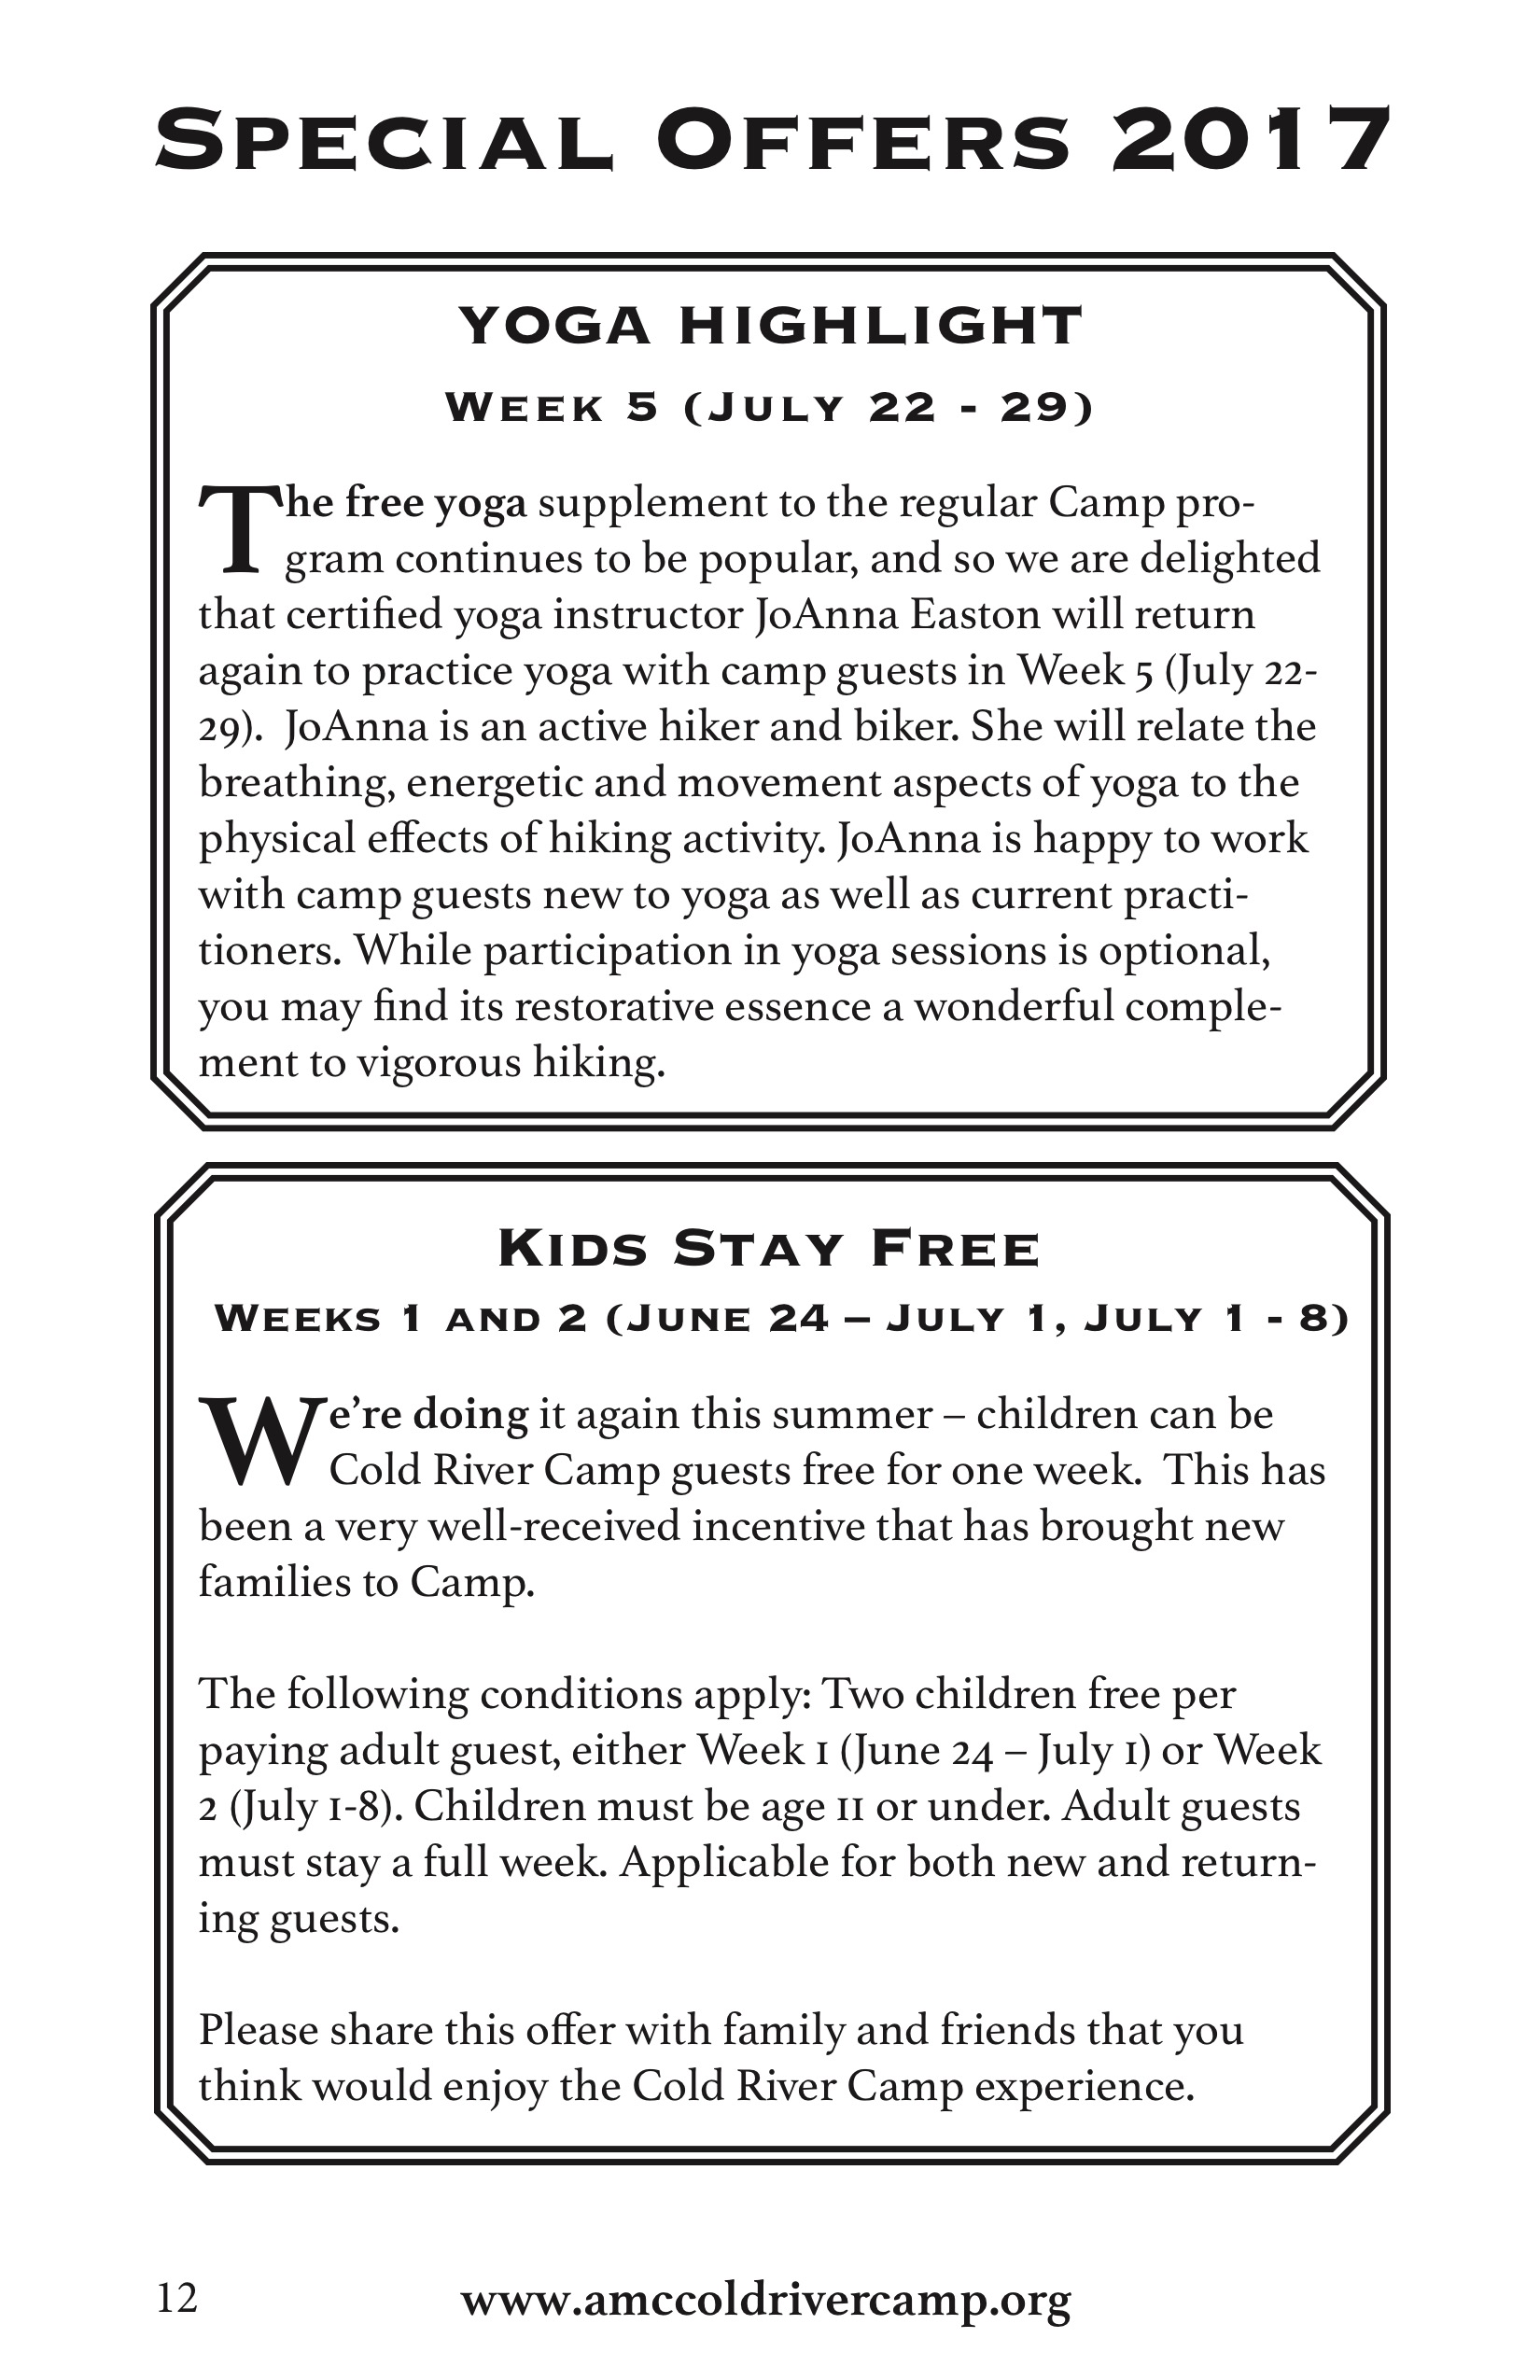 Special Offers 2017
YOGA HIGHLIGHT
Week 5 (July 22 - 29)
The free yoga supplement to the regular Camp pro-
gram continues to be popular, and so we are delighted
that certified yoga instructor JoAnna Easton will return
again to practice yoga with camp guests in Week 5 (July 22-
29).  JoAnna is an active hiker and biker. She will relate the
breathing, energetic and movement aspects of yoga to the
physical effects of hiking activity. JoAnna is happy to work
with camp guests new to yoga as well as current practi-
tioners. While participation in yoga sessions is optional,
you may find its restorative essence a wonderful comple-
ment to vigorous hiking.
Kids Stay Free
Weeks 1 and 2 (June 24 – July 1, July 1 - 8)
We’re doing it again this summer – children can be
Cold River Camp guests free for one week.  This has
been a very well-received incentive that has brought new
families to Camp.
The following conditions apply: Two children free per
paying adult guest, either Week 1 (June 24 – July 1) or Week
2 (July 1-8). Children must be age 11 or under. Adult guests
must stay a full week. Applicable for both new and return-
ing guests.
Please share this offer with family and friends that you
think would enjoy the Cold River Camp experience.
12
www.amccoldrivercamp.org